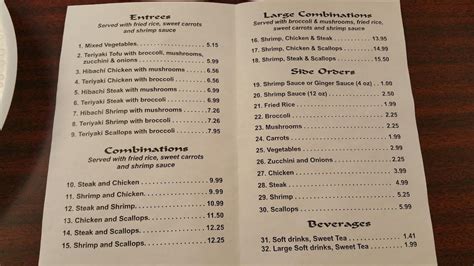 Entrees
Served with fried rice, sweet carrots
and shrimp sauce
1. Mixed Vegetables. . . . . 5.15
2. Teriyaki Tofu with broccoli, mushrooms,
zucchini & onions . . . . . 5.99
3. Hibachi Chicken with mushrooms . . . . 6.56
4. Teriyaki Chicken with broccoli . . . . . 6.56
5. Hibachi Steak with mushrooms . . . . 6.99
6. Teriyaki Steak with broccoli . . . . . 6.99
7. Hibachi Shrimp with mushrooms . . . . 7.26
8. Teriyaki Shrimp with broccoli . . . . . 7.26
9. Teriyaki Scallops with broccoli . . . . 7.95
Combinations
Served with fried rice, sweet carrots
and shrimp sauce
10. Steak and Chicken . . . . . 9.99
11. Shrimp and Chicken . . . . . 9.99
12. Steak and Shrimp. . . . . 10.99
13. Chicken and Scallops. . . . . 11.50
14. Steak and Scallops. . . . . 12.25
15. Shrimp and Scallops. . . . . 12.25
Large Combinations
Served with broccoli & mushrooms, fried rice,
sweet carrots and shrimp sauce
16. Shrimp, Chicken & Steak . . . . . 13.95
17. Shrimp, Chicken & Scallops . . . . . 14.99
18. Shrimp, Steak & Scallops . . . . . 15.50
Side Orders
19. Shrimp Sauce or Ginger Sauce (4 oz) . . . . 1.00
20. Shrimp Sauce (12 oz) . . . . . 2.50
21. Fried Rice . . . . . 1.99
22. Broccoli . . . . . 2.25
23. Mushrooms . . . . . 2.25
24. Carrots . . . . . 1.99
25. Vegetables . . . . . 2.25
26. Zucchini and Onions . . . . . 2.25
27. Chicken . . . . .
28. Steak . . . . .
29. Shrimp . . . . .
30. Scallops . . . . .
Beverages
31. Soft drinks, Sweet Tea . . . . . 1.49
32. Large Soft drinks, Sweet Tea . . . . . 1.99